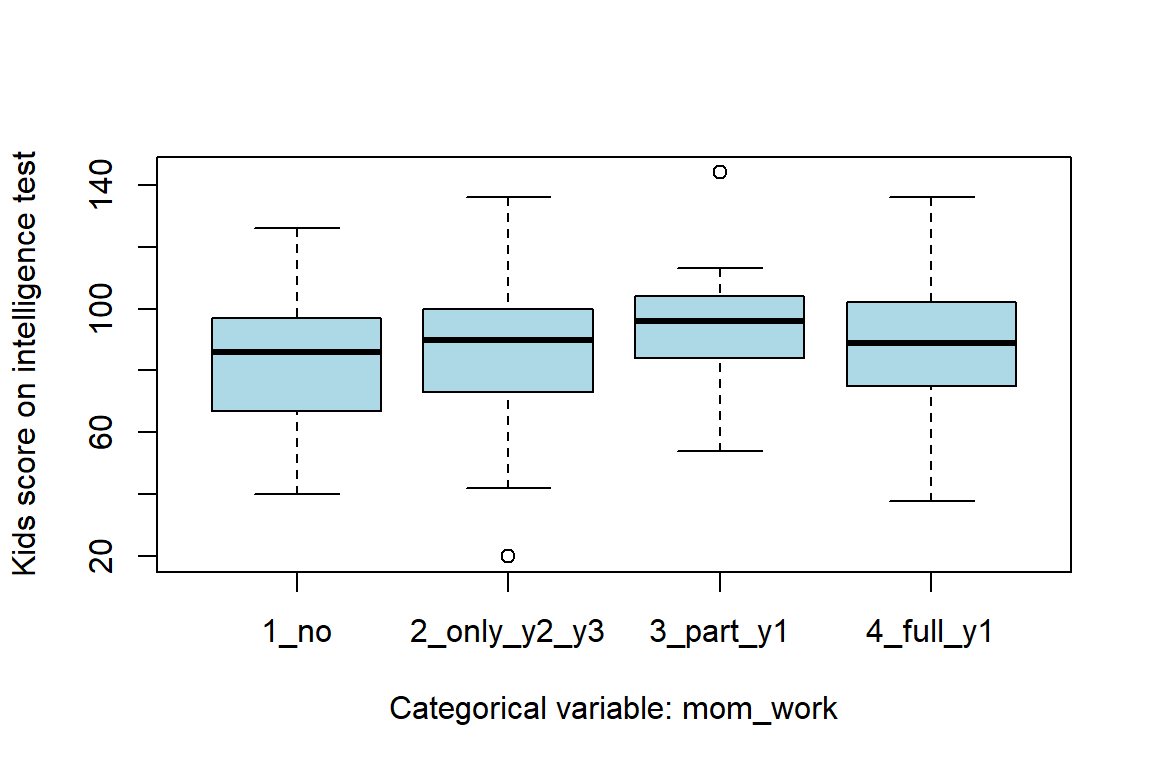 Kids score on intelligence test
140
100
60
20
1_no 2_only_y2_y3 3_part_y1 4_full_y1
Categorical variable: mom_work